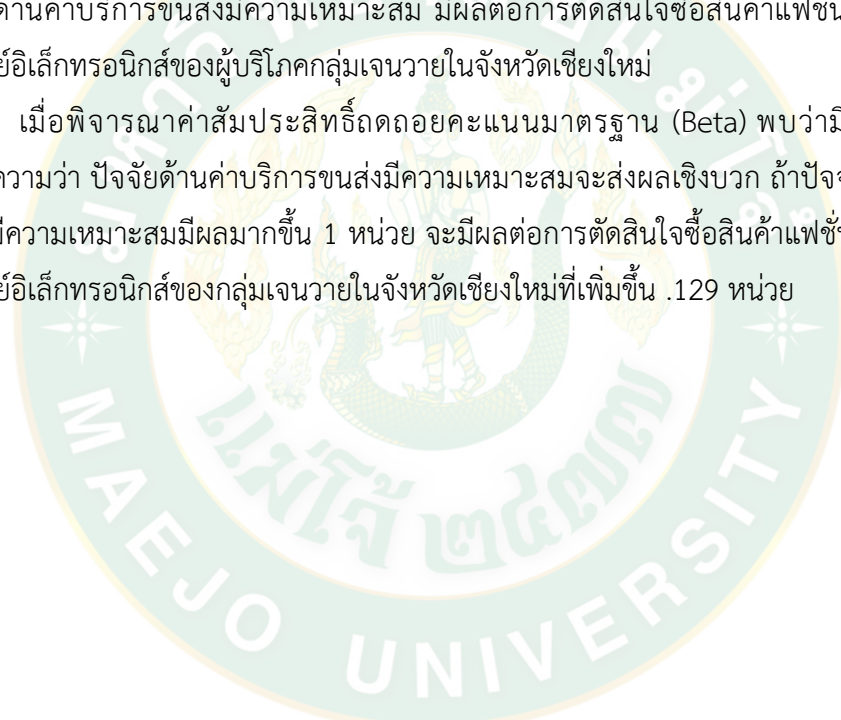 ด้านค่าบริการขนส่งมีความเหมาะสม มีผลต่อการตัดสินใจซื้อสินค้าแฟชั่น
ย์อิเล็กทรอนิกส์ของผู้บริโภคกลุ่มเจนวายในจังหวัดเชียงใหม่
เมื่อพิจารณาค่าสัมประสิทธิ์ถดถอยคะแนนมาตรฐาน (Beta) พบว่ามี
ความว่า ปัจจัยด้านค่าบริการขนส่งมีความเหมาะสมจะส่งผลเชิงบวก ถ้าปัจจ
มีความเหมาะสมมีผลมากขึ้น 1 หน่วย จะมีผลต่อการตัดสินใจซื้อสินค้าแฟชั่น
ย์อิเล็กทรอนิกส์ของกลุ่มเจนวายในจังหวัดเชียงใหม่ที่เพิ่มขึ้น .129 หน่วย
แม่โจ้ ๒๔๗๗
MAEJO UNIVERSITY